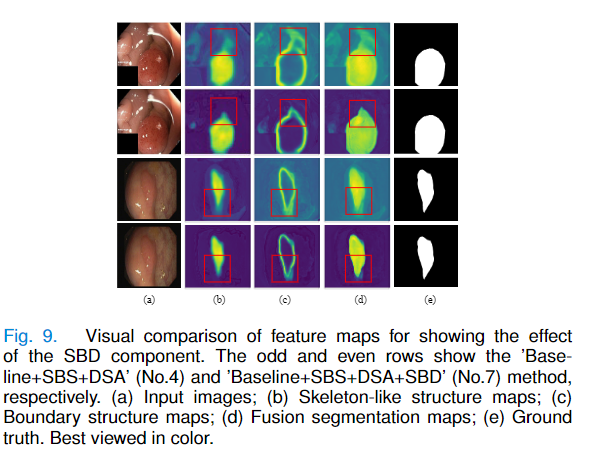 (a) (b) (c) (d) (e)
Fig. 9. Visual comparison of feature maps for showing the effect
of the SBD component. The odd and even rows show the ’Base-
line+SBS+DSA’ (No.4) and ’Baseline+SBS+DSA+SBD’ (No.7) method,
respectively. (a) Input images; (b) Skeleton-like structure maps; (c)
Boundary structure maps; (d) Fusion segmentation maps; (e) Ground
truth. Best viewed in color.